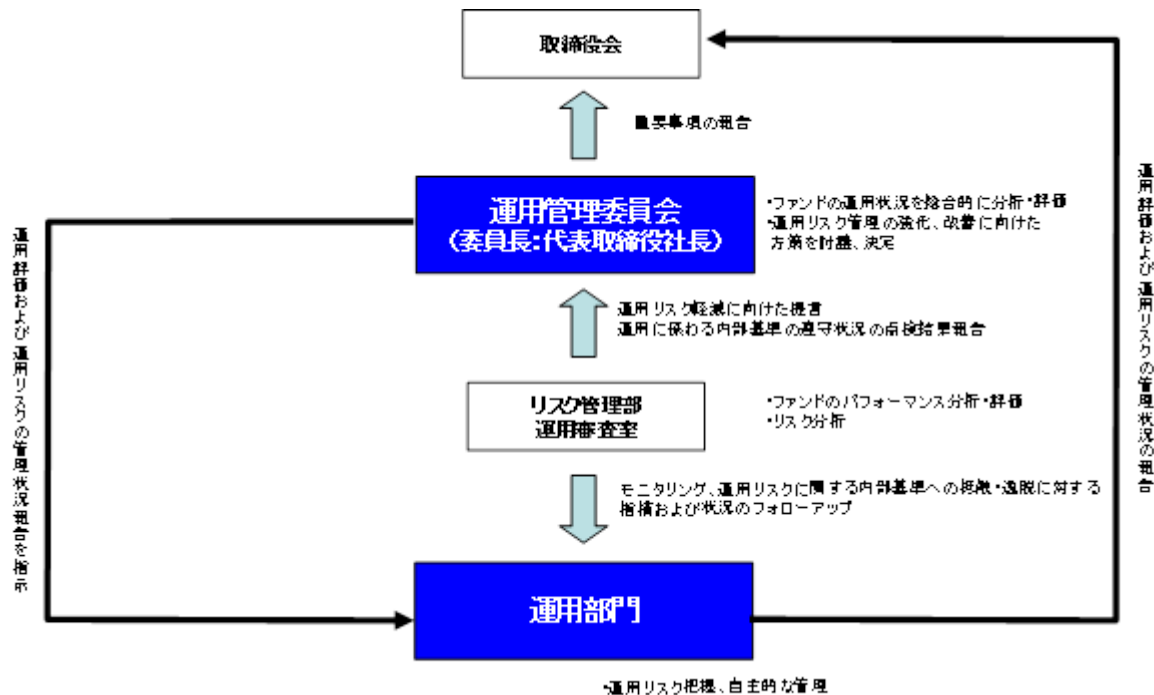 取締役会
重要事項の報告
運用管理委員会
（委員長：代表取締役社長）
・ファンドの運用状況を総合的に分析・評価
・運用リスク管理の強化、改善に向けた
方策を討議、決定
運用リスク軽減に向けた提言
運用に係わる内部基準の遵守状況の点検結果報告
リスク管理部
運用審査室
・ファンドのパフォーマンス分析・評価
・リスク分析
モニタリング、運用リスクに関する内部基準への抵触・逸脱に対する
指摘および状況のフォローアップ
運用部門
・運用リスク把握、自主的な管理
運用評価および運用リスクの管理状況報告を指示
運用評価および運用リスクの管理状況の報告